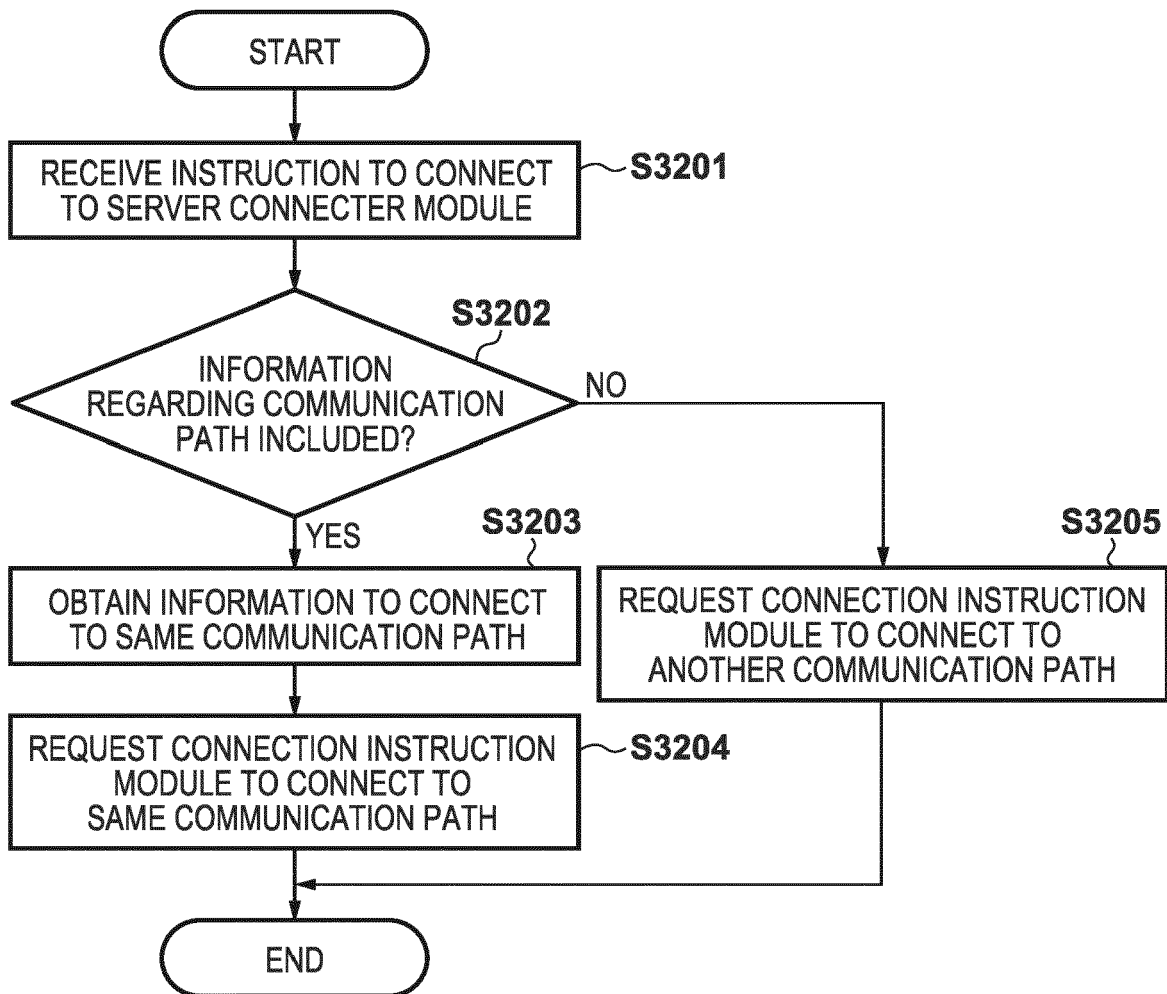 START
RECEIVE INSTRUCTION TO CONNECT
TO SERVER CONNECTER MODULE
S3201
S3202
INFORMATION
REGARDING COMMUNICATION
PATH INCLUDED?
NO
YES
S3203
OBTAIN INFORMATION TO CONNECT
TO SAME COMMUNICATION PATH
S3205
REQUEST CONNECTION INSTRUCTION
MODULE TO CONNECT TO
ANOTHER COMMUNICATION PATH
REQUEST CONNECTION INSTRUCTION
MODULE TO CONNECT TO
SAME COMMUNICATION PATH
S3204
END